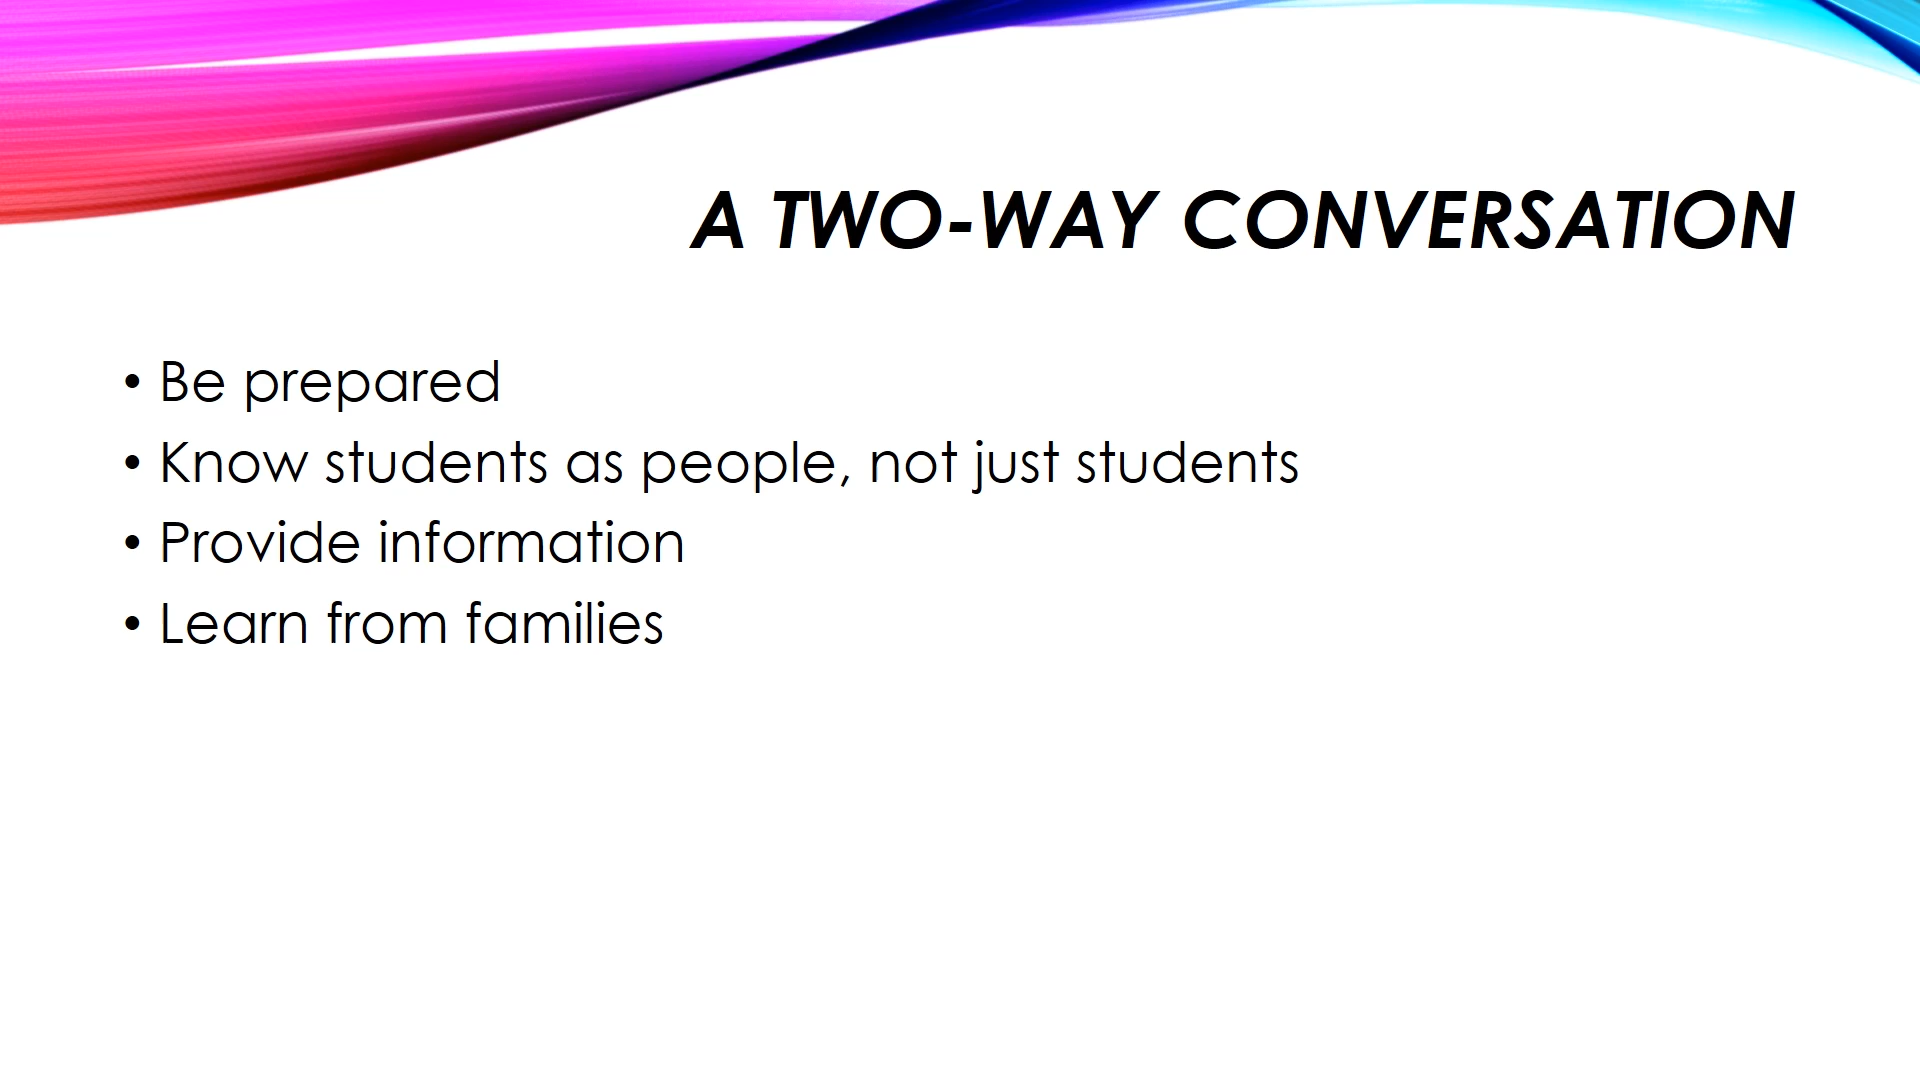 A TWO-WAY CONVERSATION
• Be prepared
• Know students as people, not just students
• Provide information
• Learn from families